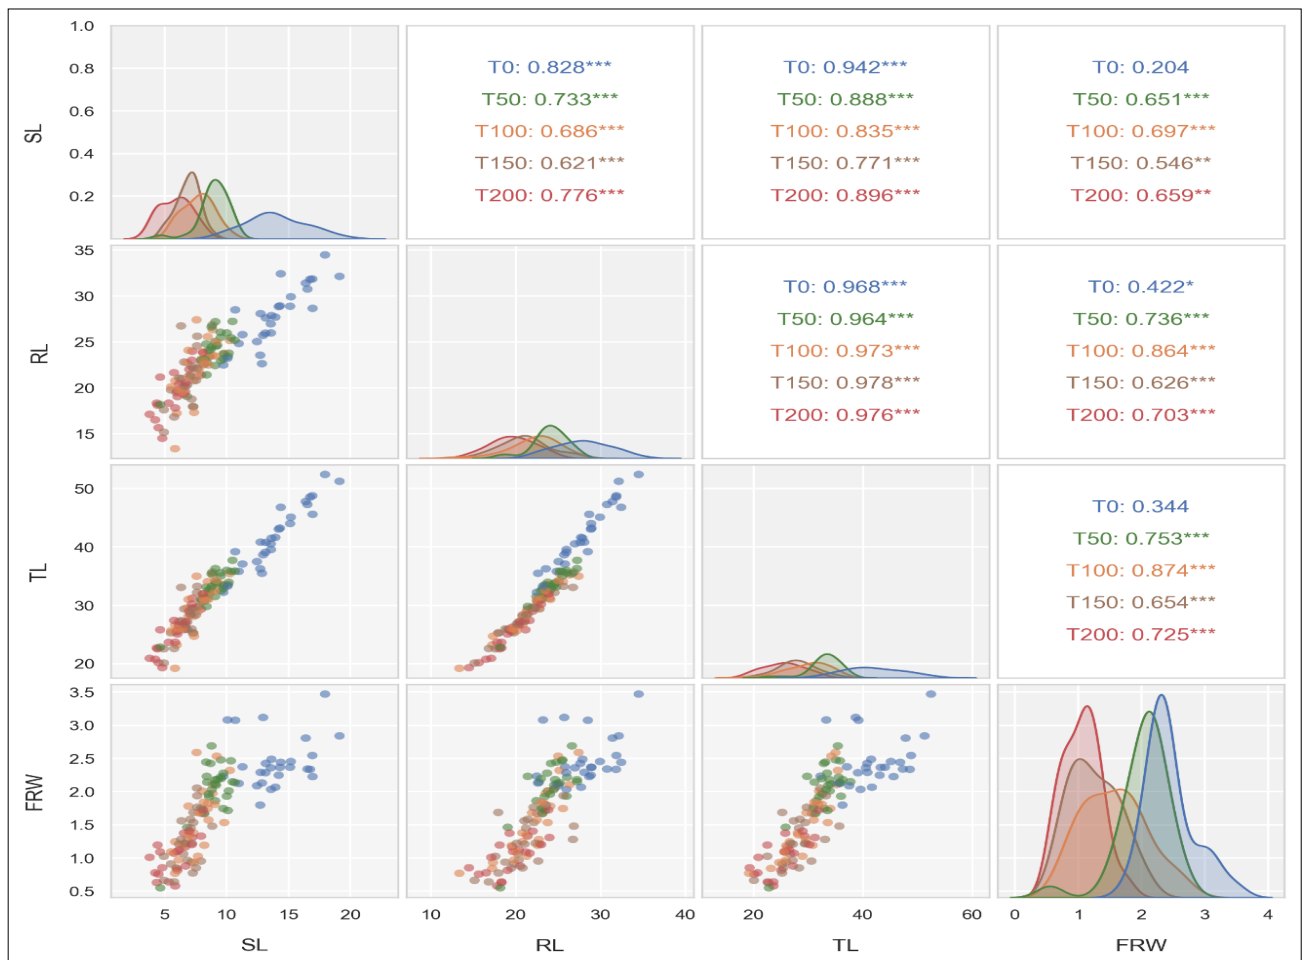 1.0
0.8
0.6
0.4
0.2
SL
T0: 0.828***
T50: 0.733***
T100: 0.686***
T150: 0.621***
T200: 0.776***
T0: 0.942***
T50: 0.888***
T100: 0.835***
T150: 0.771***
T200: 0.896***
T0: 0.204
T50: 0.651***
T100: 0.697***
T150: 0.546**
T200: 0.659**
35
30
25
20
15
RL
T0: 0.968***
T50: 0.964***
T100: 0.973***
T150: 0.978***
T200: 0.976***
T0: 0.422*
T50: 0.736***
T100: 0.864***
T150: 0.626***
T200: 0.703***
50
40
30
20
TL
T0: 0.344
T50: 0.753***
T100: 0.874***
T150: 0.654***
T200: 0.725***
3.5
3.0
2.5
2.0
1.5
1.0
0.5
FRW
5 10 15 20
10 20 30 40
20 40 60
0 1 2 3 4
SL
RL
TL
FRW